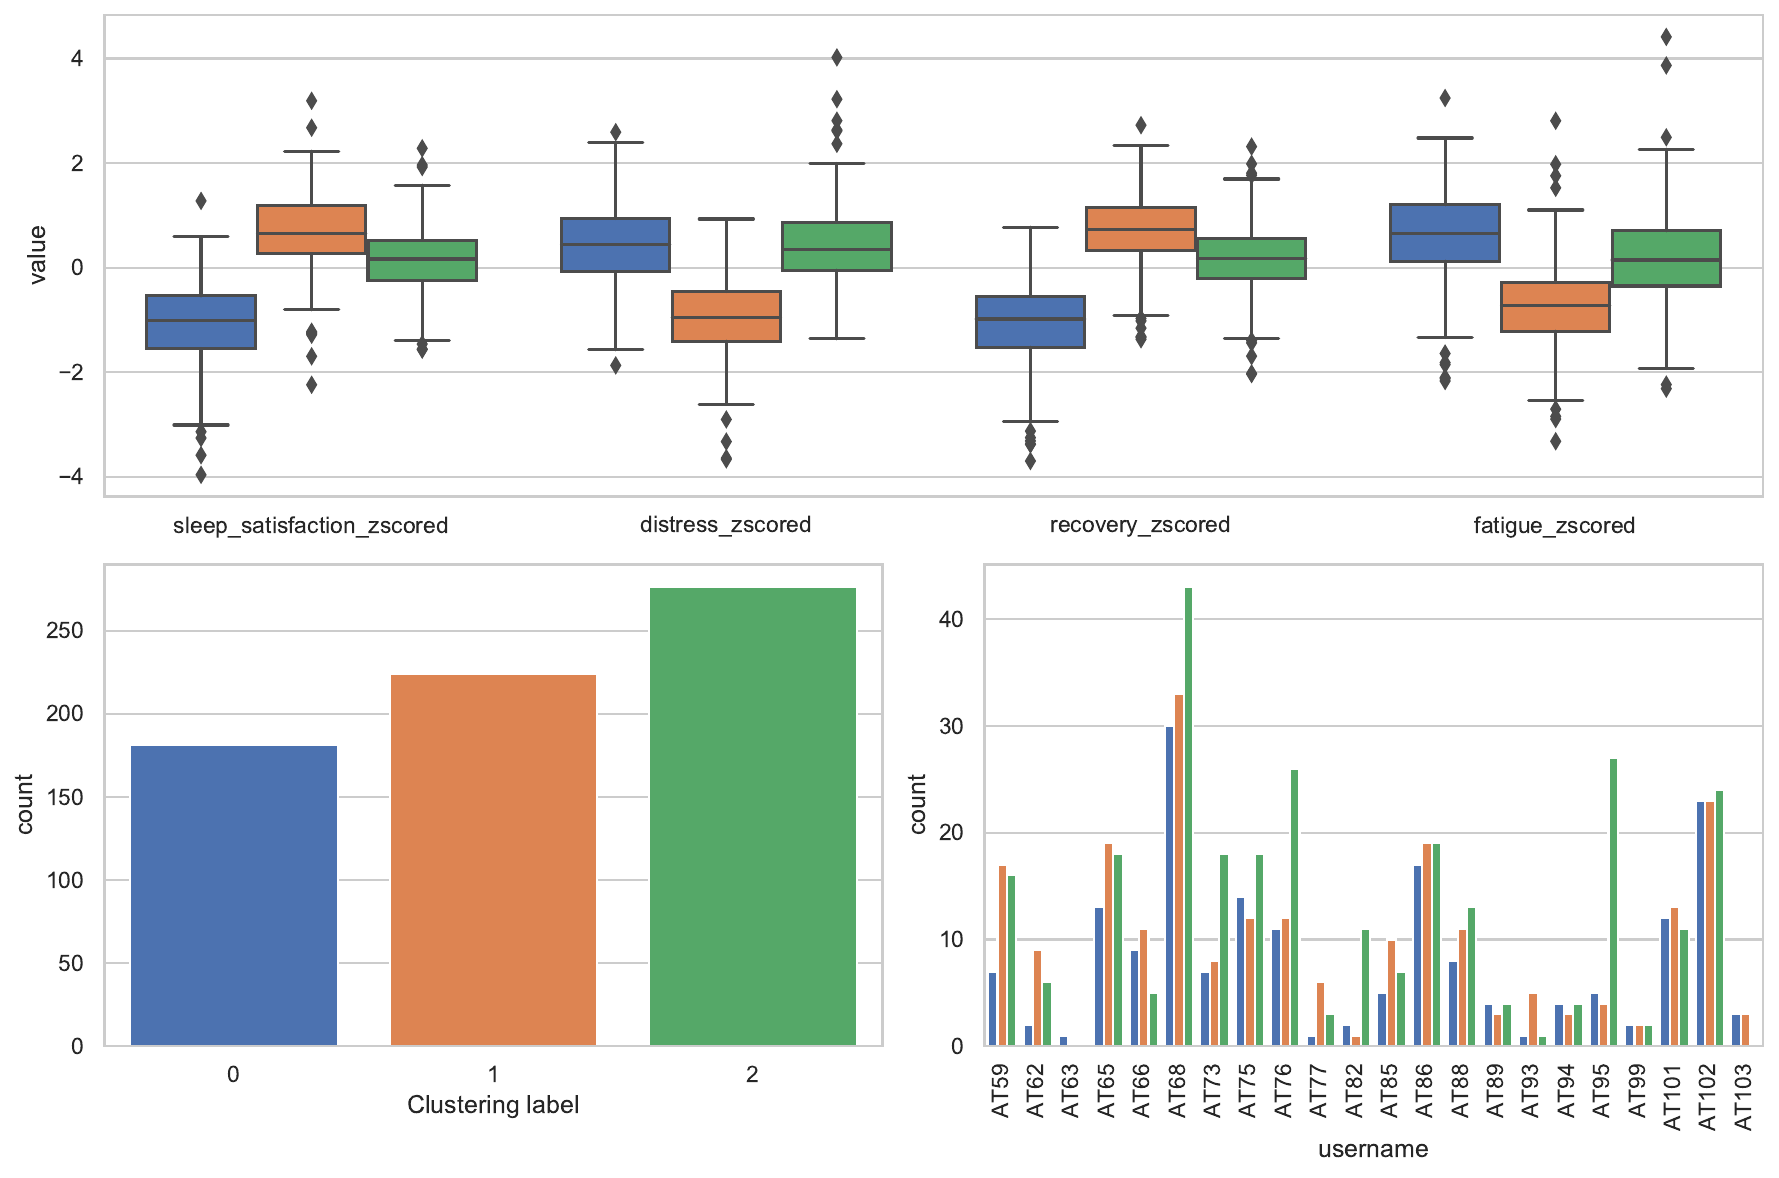 4
2
0
−2
−4
value
sleep_satisfaction_zscored
distress_zscored
recovery_zscored
fatigue_zscored
250
200
150
100
50
0
count
0
1
2
Clustering label
40
30
20
10
0
count
AT59
AT62
AT63
AT65
AT66
AT68
AT73
AT75
AT76
AT77
AT82
AT85
AT86
AT88
AT89
AT93
AT94
AT95
AT99
AT101
AT102
AT103
username